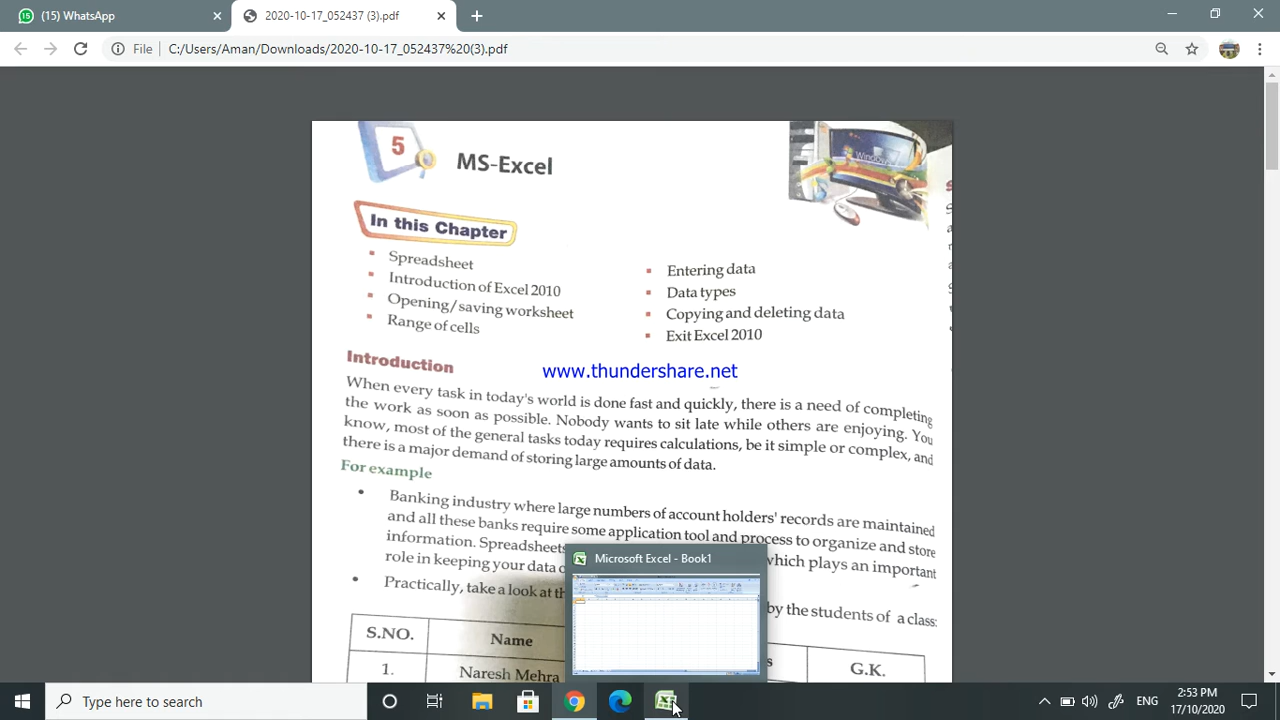 (15) WhatsApp
2020-10-17_052437 (3).pdf
File
C:/Users/Aman/Downloads/2020-10-17_052437%20(3).pdf
5
MS-Excel
In this Chapter
Spreadsheet
Introduction of Excel 2010
Opening/saving worksheet
Range of cells
Entering data
Data types
Copying and deleting data
Exit Excel 2010
Introduction
www.thundershare.net
When every task in today's world is done fast and quickly, there is a need of completing
the work as soon as possible. Nobody wants to sit late while others are enjoying. You
know, most of the general tasks today requires calculations, be it simple or complex, and
there is a major demand of storing large amounts of data.
For example
• Banking industry where large numbers of account holders' records are maintained
and all these banks require some application tool and process to organize and store
information. Spreadsheets which plays an important
role in keeping your data
• Practically, take a look at by the students of a class:
S.NO. Name G.K.
1. Naresh Mehra
Microsoft Excel - Book1
Type here to search
ENG
2:53 PM
17/10/2020